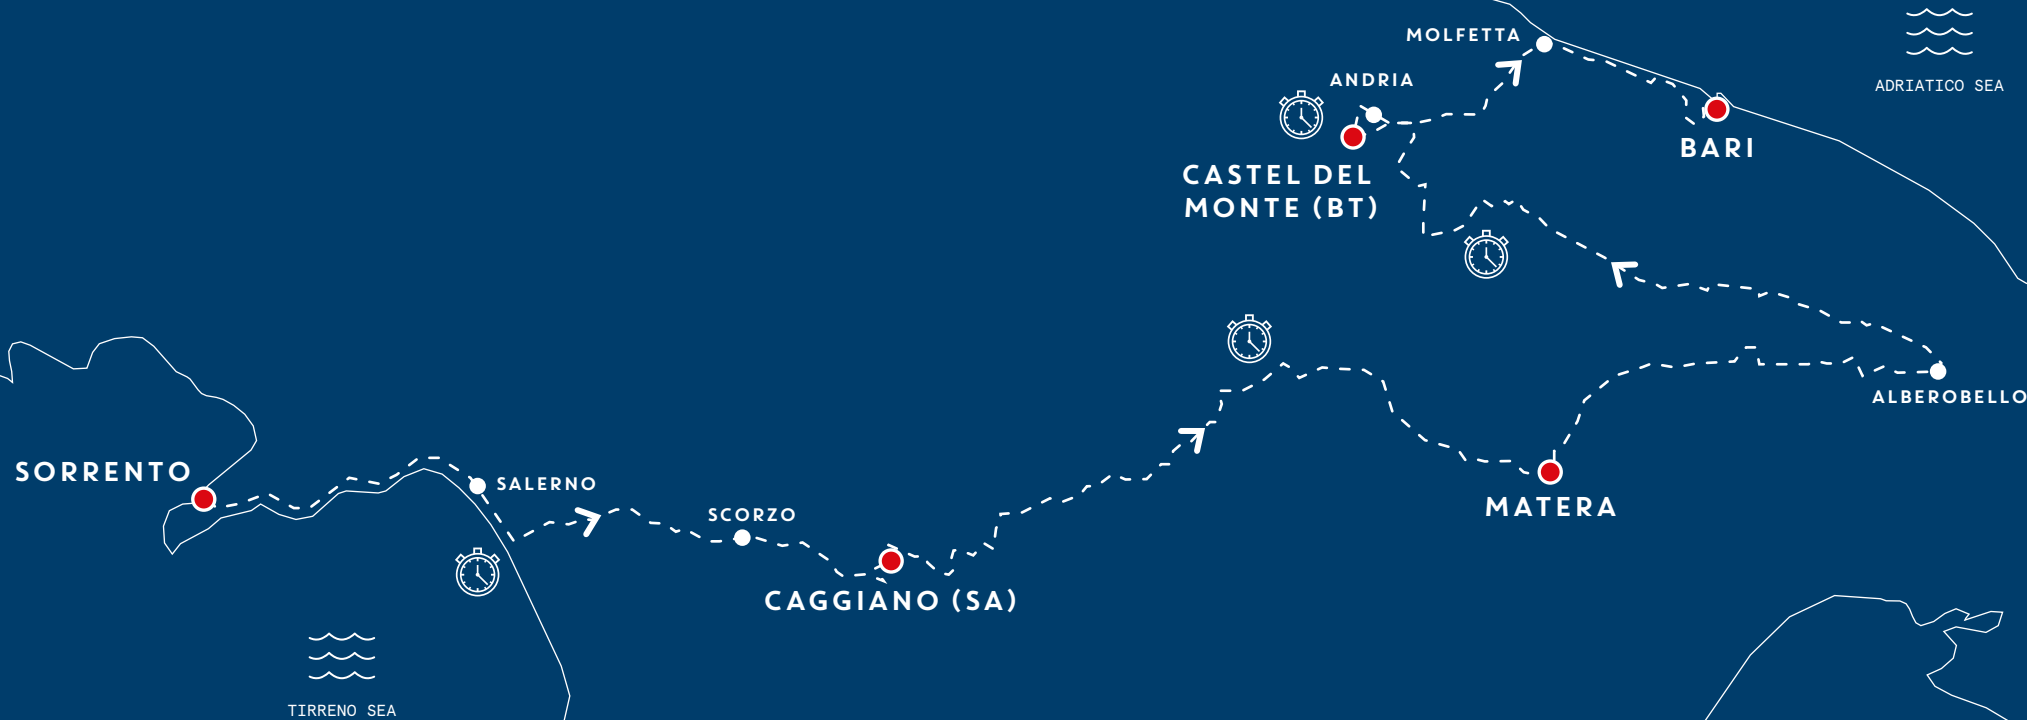 MOLFETTA
ADRIATICO SEA
ANDRIA
BARI
CASTEL DEL
MONTE (BT)
ALBEROBELLO
SORRENTO
SALERNO
SCORZO
MATERA
CAGGIANO (SA)
TIRRENO SEA